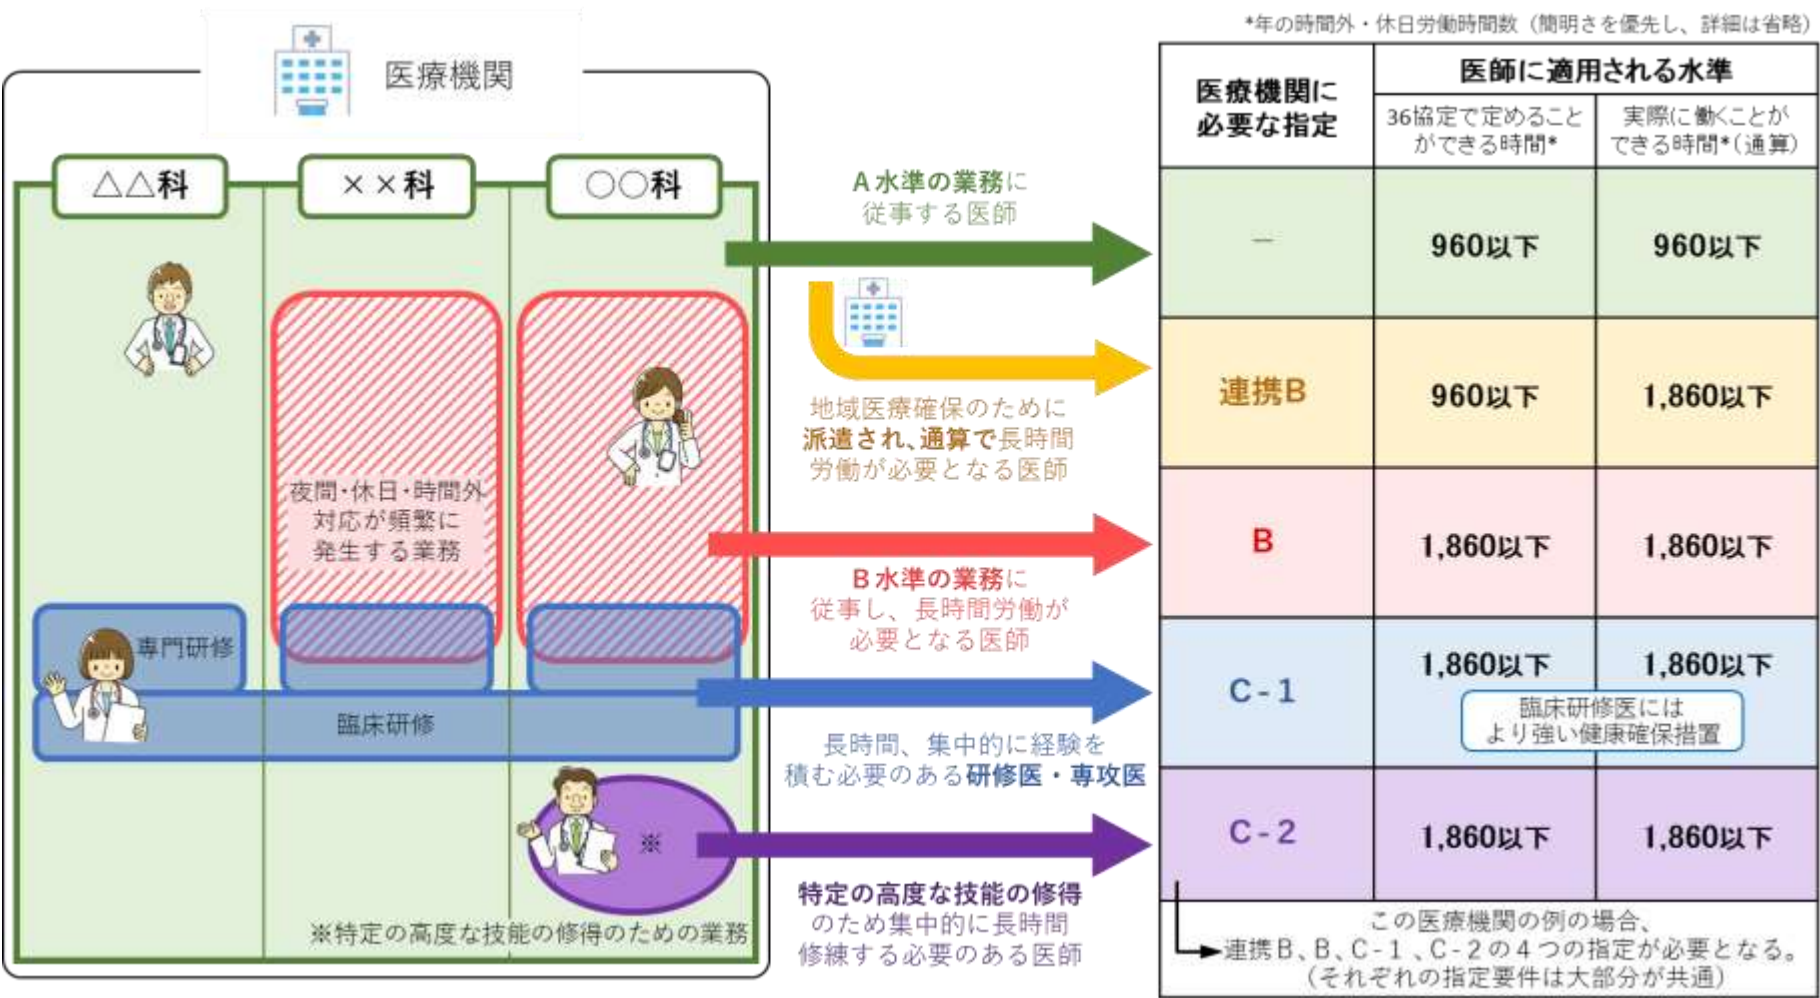 *年の時間外・休日労働時間数（簡明さを優先し、詳細は省略）
医療機関
△△科
××科
○○科
夜間･休日･時間外
対応が頻繁に
発生する業務
専門研修
臨床研修
※
※特定の高度な技能の修得のための業務
A水準の業務に
従事する医師
地域医療確保のために
派遣され、通算で長時間
労働が必要となる医師
B水準の業務に
従事し、長時間労働が
必要となる医師
長時間、集中的に経験を
積む必要のある研修医・専攻医
特定の高度な技能の修得
のため集中的に長時間
修練する必要のある医師
医療機関に
必要な指定
医師に適用される水準
36協定で定めること
ができる時間*
実際に働くことが
できる時間*（通算）
－
960以下
960以下
連携B
960以下
1,860以下
B
1,860以下
1,860以下
C-1
1,860以下
1,860以下
臨床研修医には
より強い健康確保措置
C-2
1,860以下
1,860以下
この医療機関の例の場合、
連携B、B、C-1、C-2の4つの指定が必要となる。
（それぞれの指定要件は大部分が共通）